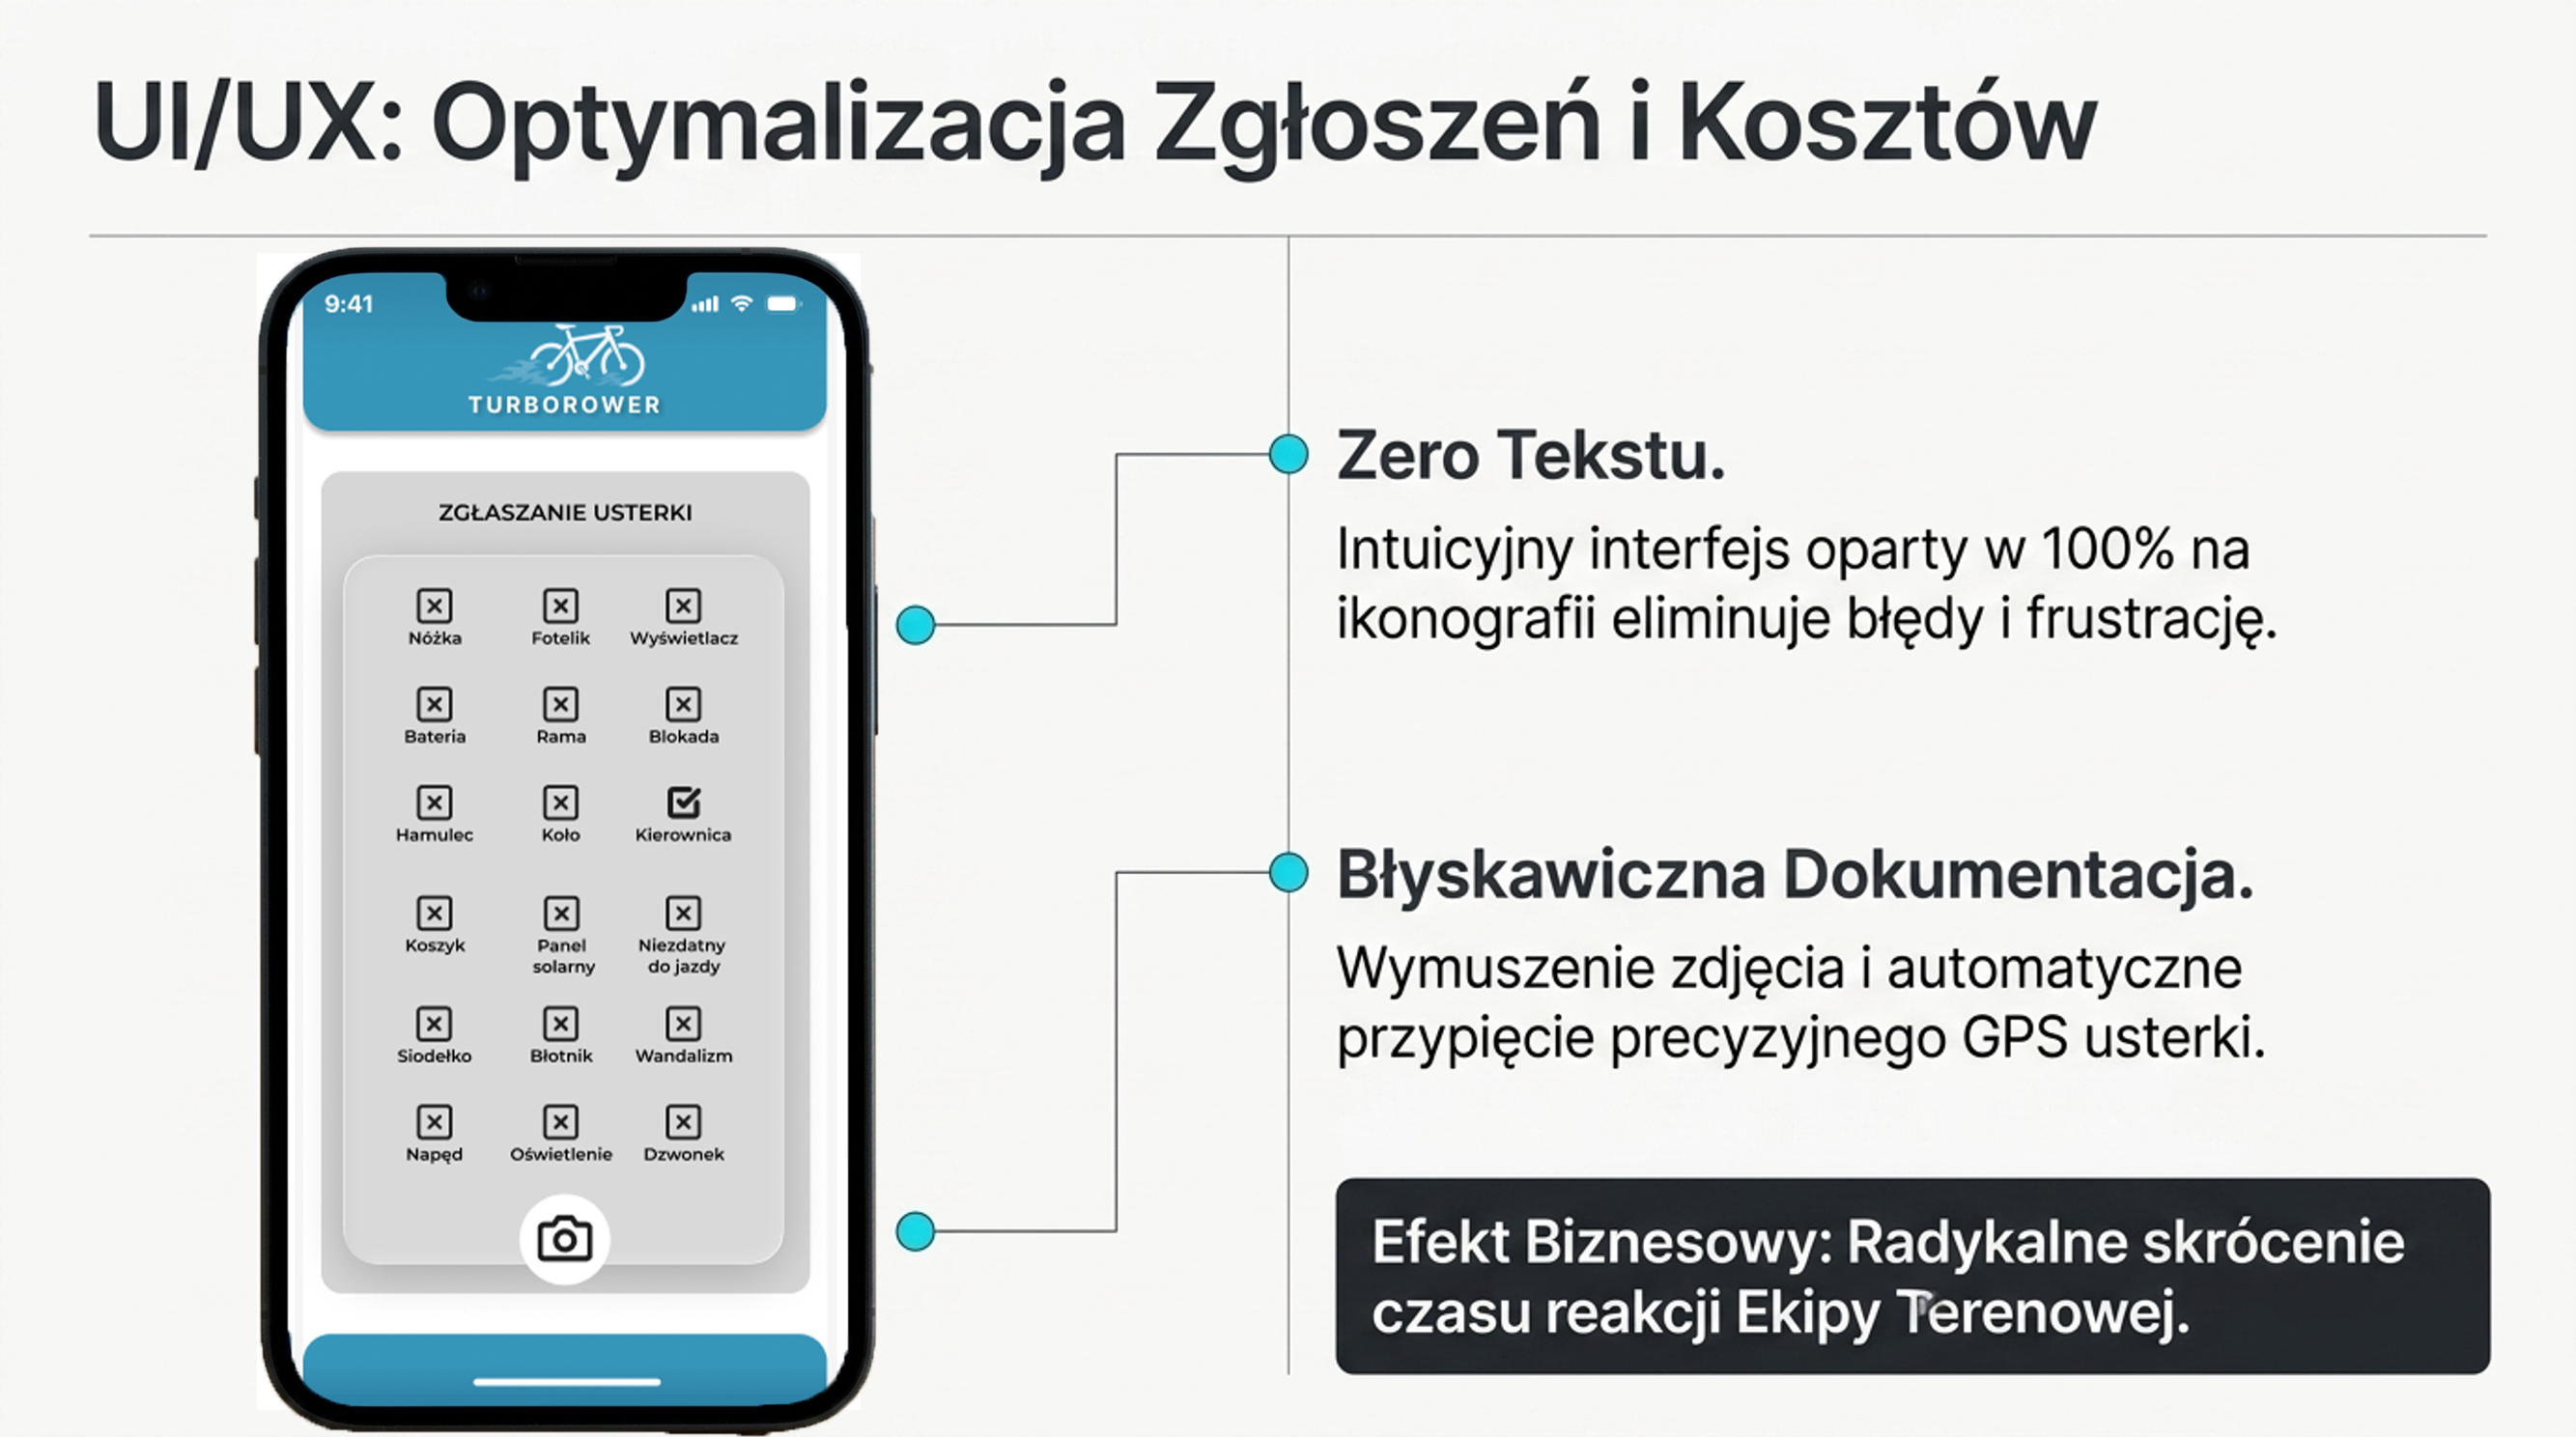 UI/UX: Optymalizacja Zgłoszeń i Kosztów
9:41
TURBOROWER
ZGŁASZANIE USTERKI
Nóżka Fotelik Wyświetlacz
Bateria Rama Blokada
Hamulec Koło Kierownica
Koszyk Panel solarny Niezdatny do jazdy
Siodełko Błotnik Wandalizm
Napęd Oświetlenie Dzwonek
Zero Tekstu.
Intuicyjny interfejs oparty w 100% na
ikonografii eliminuje błędy i frustrację.
Błyskawiczna Dokumentacja.
Wymuszenie zdjęcia i automatyczne
przypięcie precyzyjnego GPS usterki.
Efekt Biznesowy: Radykalne skrócenie
czasu reakcji Ekipy Terenowej.